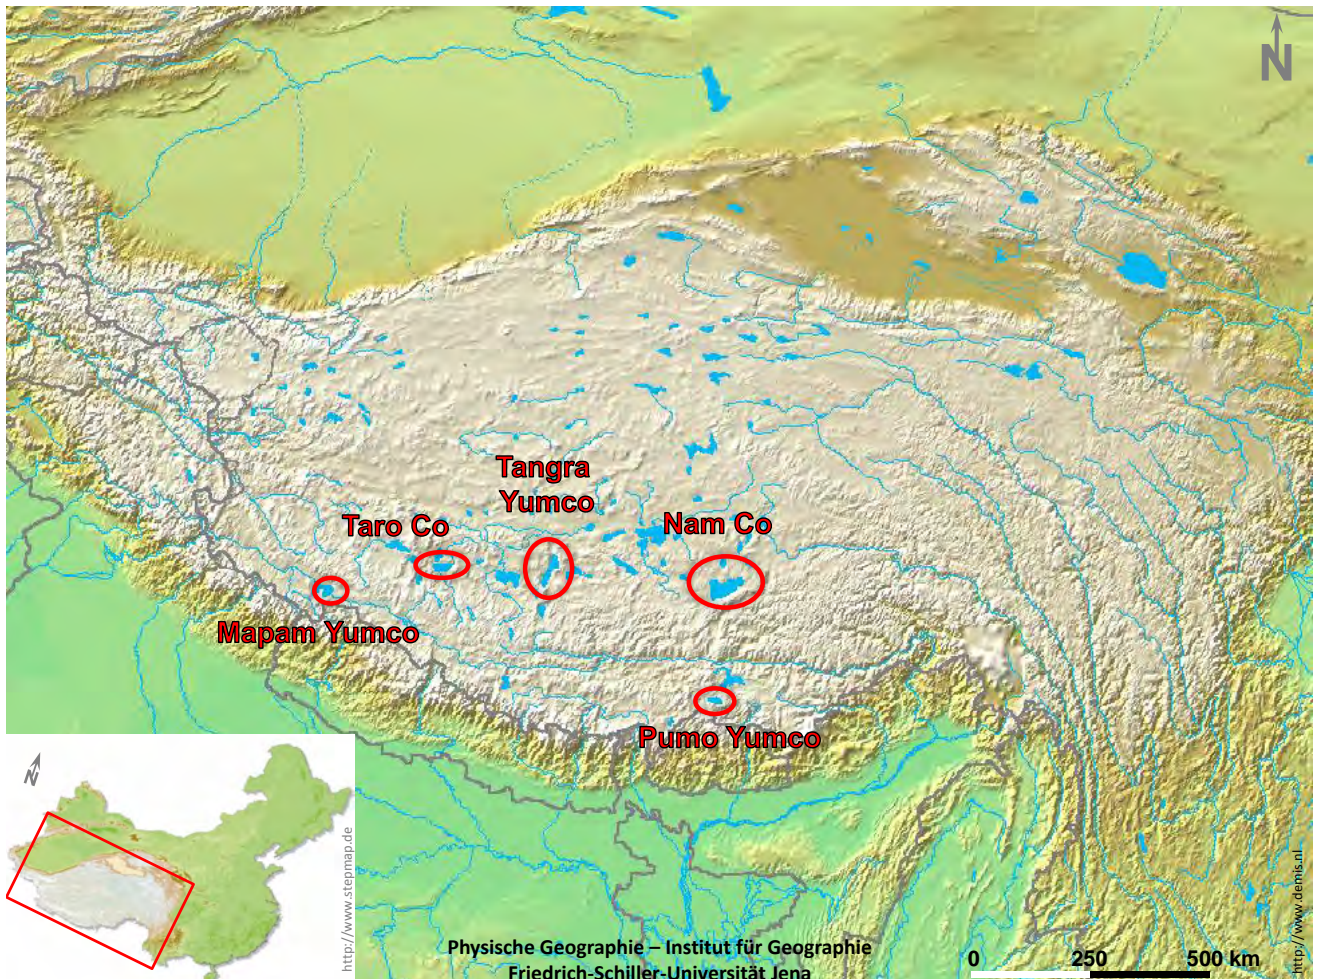 N
Tangra
Yumco
Taro Co
Nam Co
Mapam Yumco
Pumo Yumco
N
http://www.stepmap.de
http://www.demis.nl
Physische Geographie – Institut für Geographie
Friedrich-Schiller-Universität Jena
0 250 500 km